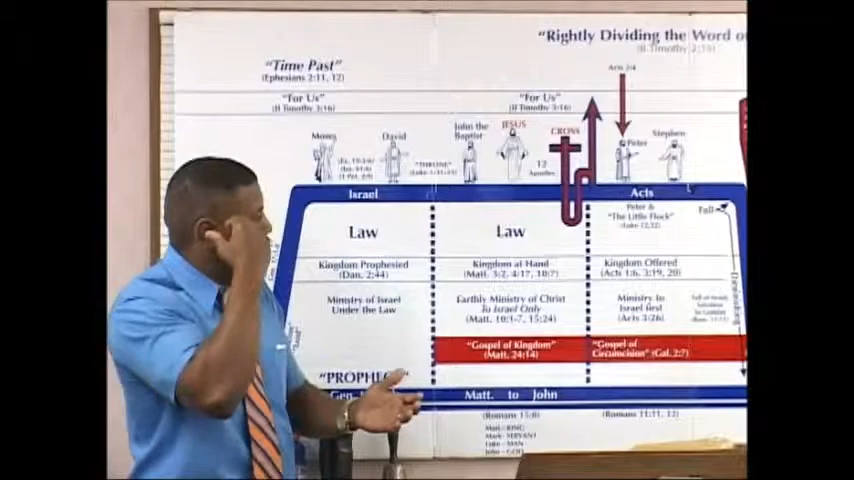 "Rightly Dividing the Word o
(II Timothy 2:15)
"Time Past"
(Ephesians 2:11, 12)
Acts 2:4
"For Us"
(II Timothy 3:16)
"For Us"
(II Timothy 3:16)
Moses
David
John the
Baptist
JESUS
CROSS
Peter
Stephen
12
Apostles
Israel
Acts
Law
Law
Peter &
"The Little Flock"
(Luke 12:32)
Fall
Kingdom Prophesied
(Dan. 2:44)
Kingdom at Hand
(Matt. 3:2, 4:17, 10:7)
Kingdom Offered
(Acts 1:6, 3:19, 20)
Ministry of Israel
Under the Law
Earthly Ministry of Christ
To Israel Only
(Matt. 10:1-7, 15:24)
Ministry to
Israel First
(Acts 3:26)
"Gospel of Kingdom"
(Matt. 24:14)
"Gospel of
Circumcision" (Gal. 2:7)
"PROPHE
Gen.
Matt. to John
(Romans 15:8)
(Romans 11:11, 12)
Matt - KING
Mark - SERVANT
Luke - MAN
John - GOD